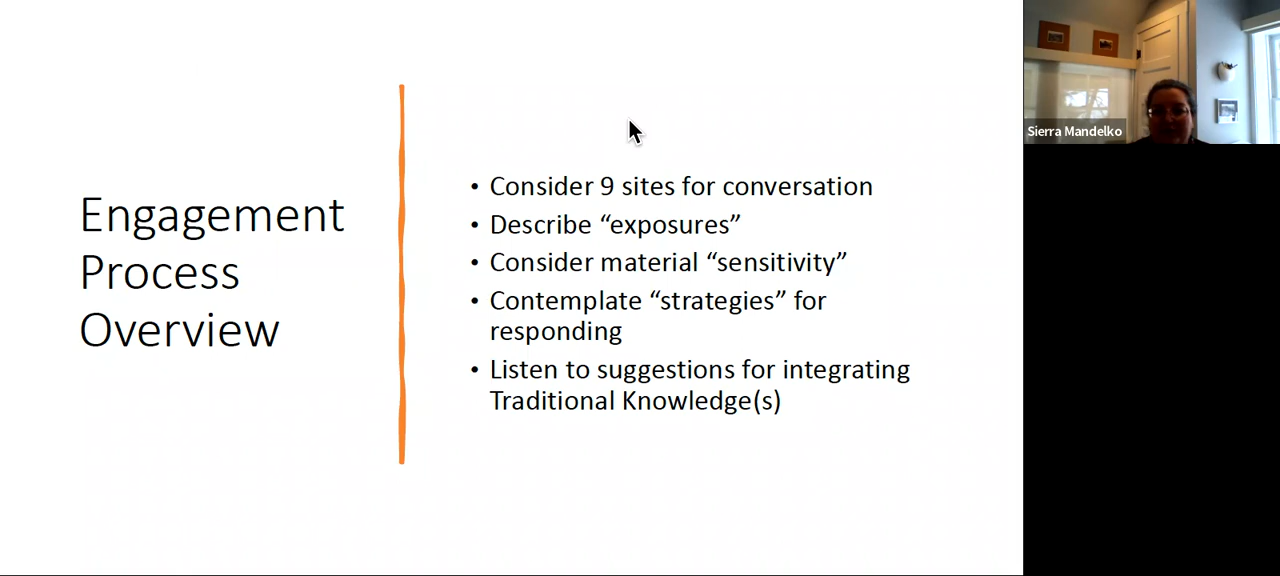 Engagement
Process
Overview
• Consider 9 sites for conversation
• Describe “exposures”
• Consider material “sensitivity”
• Contemplate “strategies” for
responding
• Listen to suggestions for integrating
Traditional Knowledge(s)
Sierra Mandelko